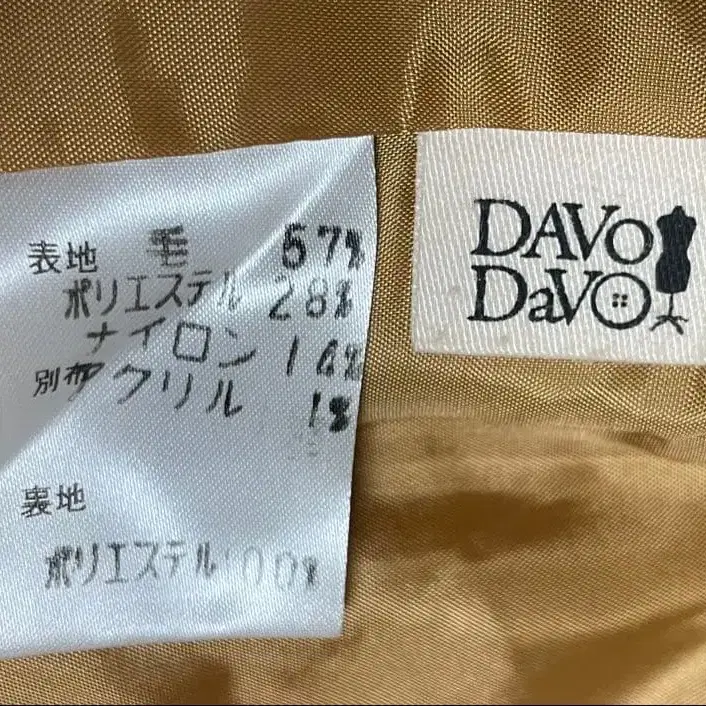 表地 毛 57%
ポリエステル 28%
ナイロン 14%
別布 アクリル 1%
裏地
ポリエステル 100%
DAVo
DaVO